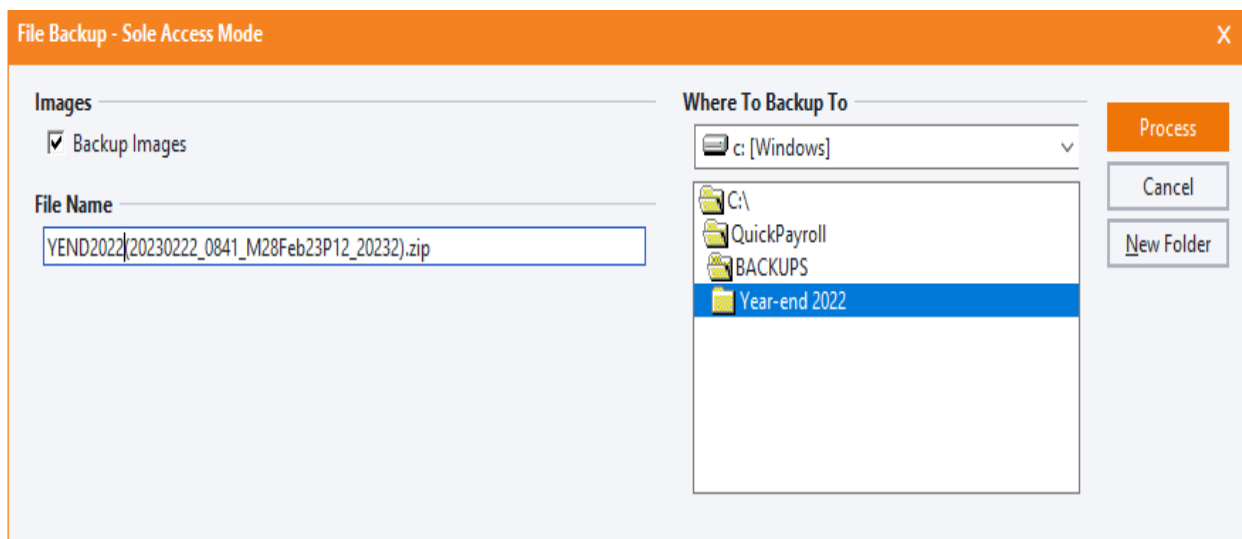 File Backup - Sole Access Mode
X
Images
Backup Images
File Name
YEND2022(20230222_0841_M28Feb23P12_20232).zip
Where To Backup To
c: [Windows]
C:\
QuickPayroll
BACKUPS
Year-end 2022
Process
Cancel
New Folder